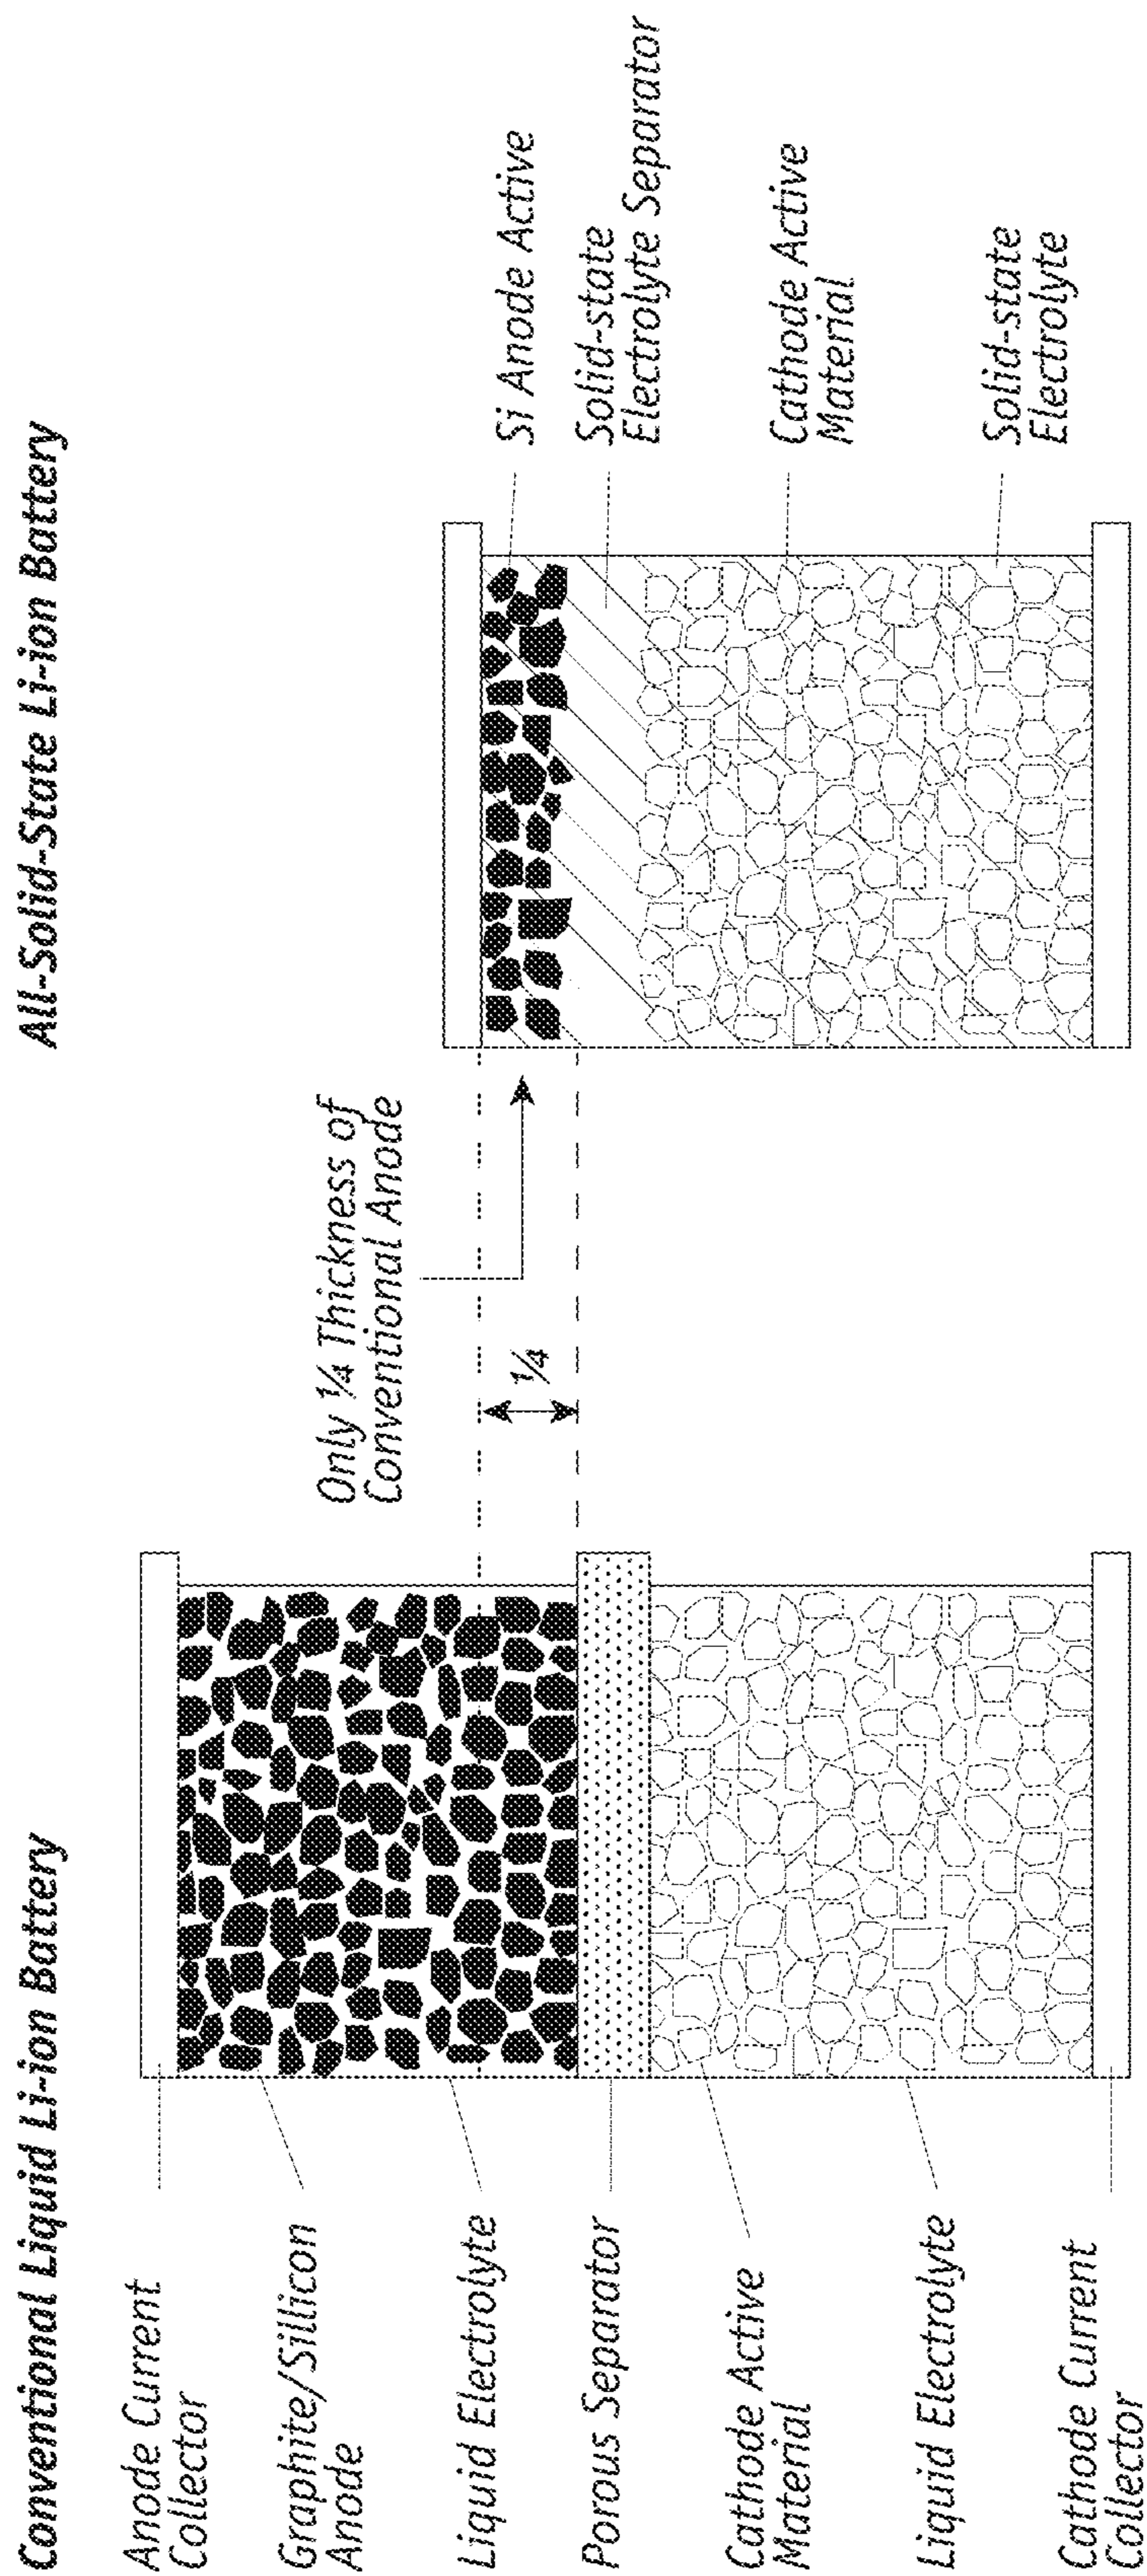 Conventional Liquid Li-ion Battery
Anode Current
Collector
Graphite/Sillicon
Anode
Liquid Electrolyte
Porous Separator
Cathode Active
Material
Liquid Electrolyte
Cathode Current
Collector
Only ¼ Thickness of
Conventional Anode
¼
All-Solid-State Li-ion Battery
Si Anode Active
Solid-state
Electrolyte Separator
Cathode Active
Material
Solid-state
Electrolyte